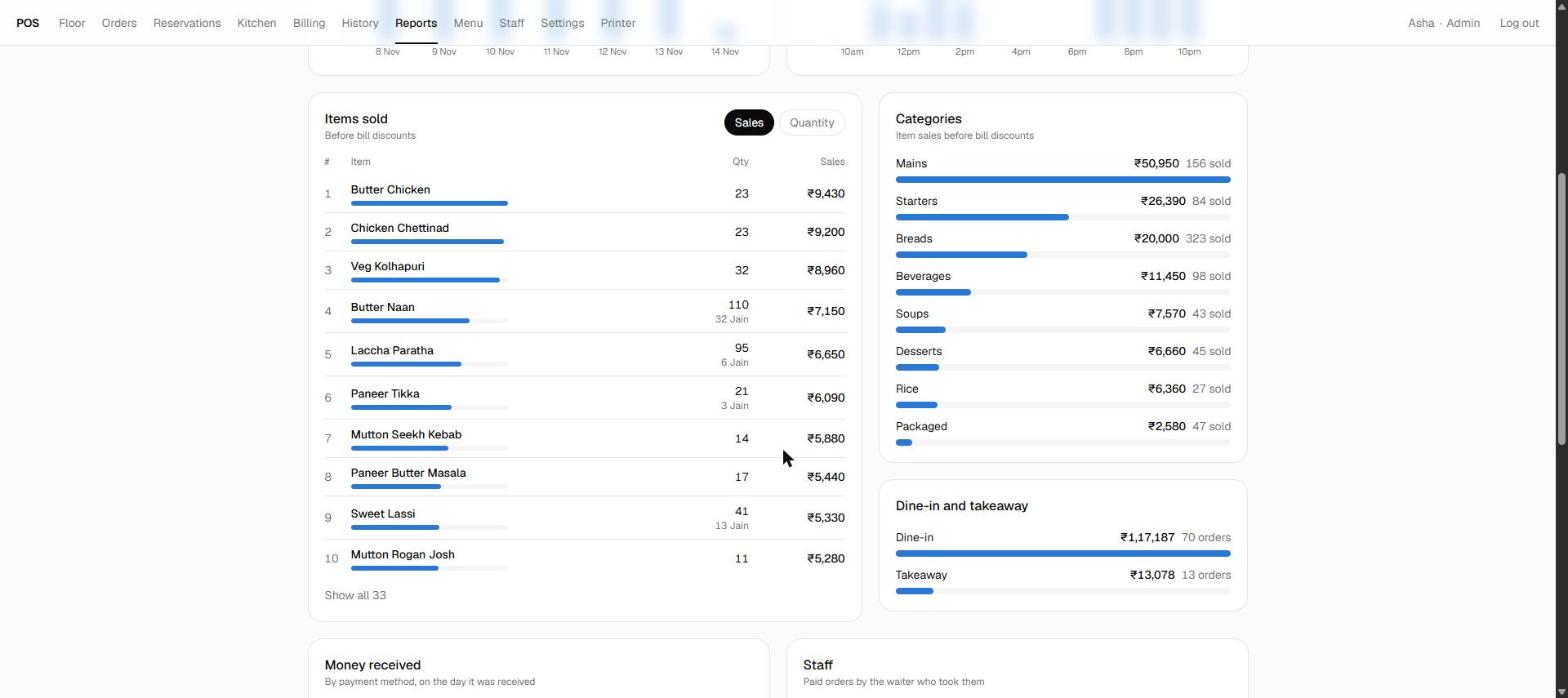 POS Floor Orders Reservations Kitchen Billing History Reports Menu Staff Settings Printer Asha · Admin Log out
8 Nov 9 Nov 10 Nov 11 Nov 12 Nov 13 Nov 14 Nov
10am 12pm 2pm 4pm 6pm 8pm 10pm
Items sold
Before bill discounts
Sales Quantity
# Item Qty Sales
1 Butter Chicken 23 ₹9,430
2 Chicken Chettinad 23 ₹9,200
3 Veg Kolhapuri 32 ₹8,960
4 Butter Naan 110 ₹7,150
32 Jain
5 Laccha Paratha 95 ₹6,650
6 Jain
6 Paneer Tikka 21 ₹6,090
3 Jain
7 Mutton Seekh Kebab 14 ₹5,880
8 Paneer Butter Masala 17 ₹5,440
9 Sweet Lassi 41 ₹5,330
13 Jain
10 Mutton Rogan Josh 11 ₹5,280
Show all 33
Categories
Item sales before bill discounts
Mains ₹50,950 156 sold
Starters ₹26,390 84 sold
Breads ₹20,000 323 sold
Beverages ₹11,450 98 sold
Soups ₹7,570 43 sold
Desserts ₹6,660 45 sold
Rice ₹6,360 27 sold
Packaged ₹2,580 47 sold
Dine-in and takeaway
Dine-in ₹1,17,187 70 orders
Takeaway ₹13,078 13 orders
Money received
By payment method, on the day it was received
Staff
Paid orders by the waiter who took them